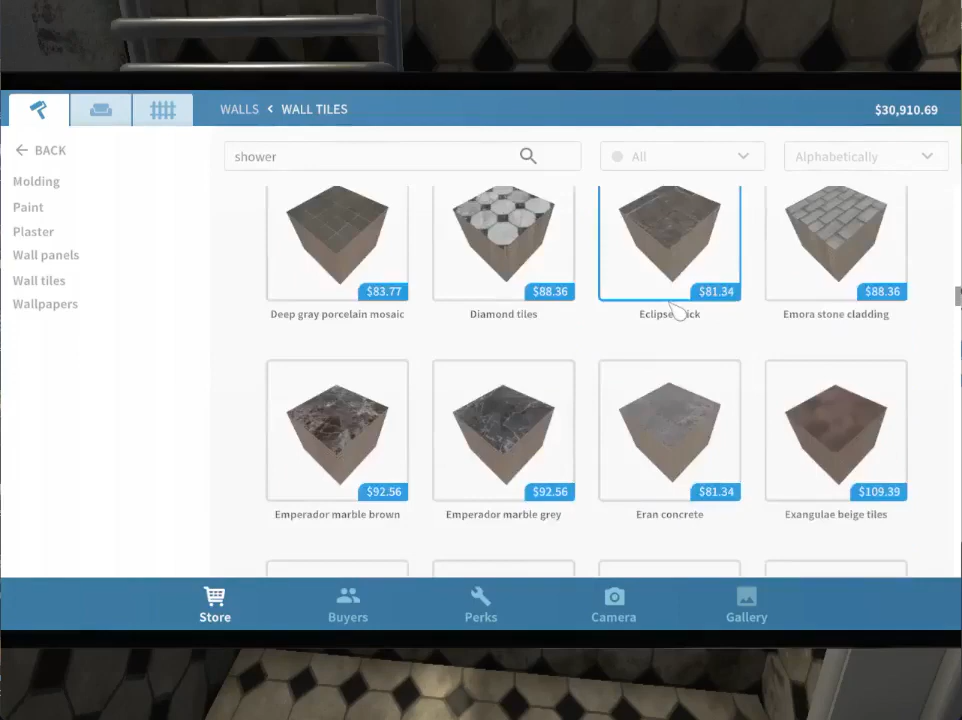 WALLS < WALL TILES
$30,910.69
BACK
shower
All
Alphabetically
Molding
Paint
Plaster
Wall panels
Wall tiles
Wallpapers
$83.77
$88.36
$81.34
$88.36
Deep gray porcelain mosaic
Diamond tiles
Eclipse ick
Emora stone cladding
$92.56
$92.56
$81.34
$109.39
Emperador marble brown
Emperador marble grey
Eran concrete
Exangulae beige tiles
Store
Buyers
Perks
Camera
Gallery